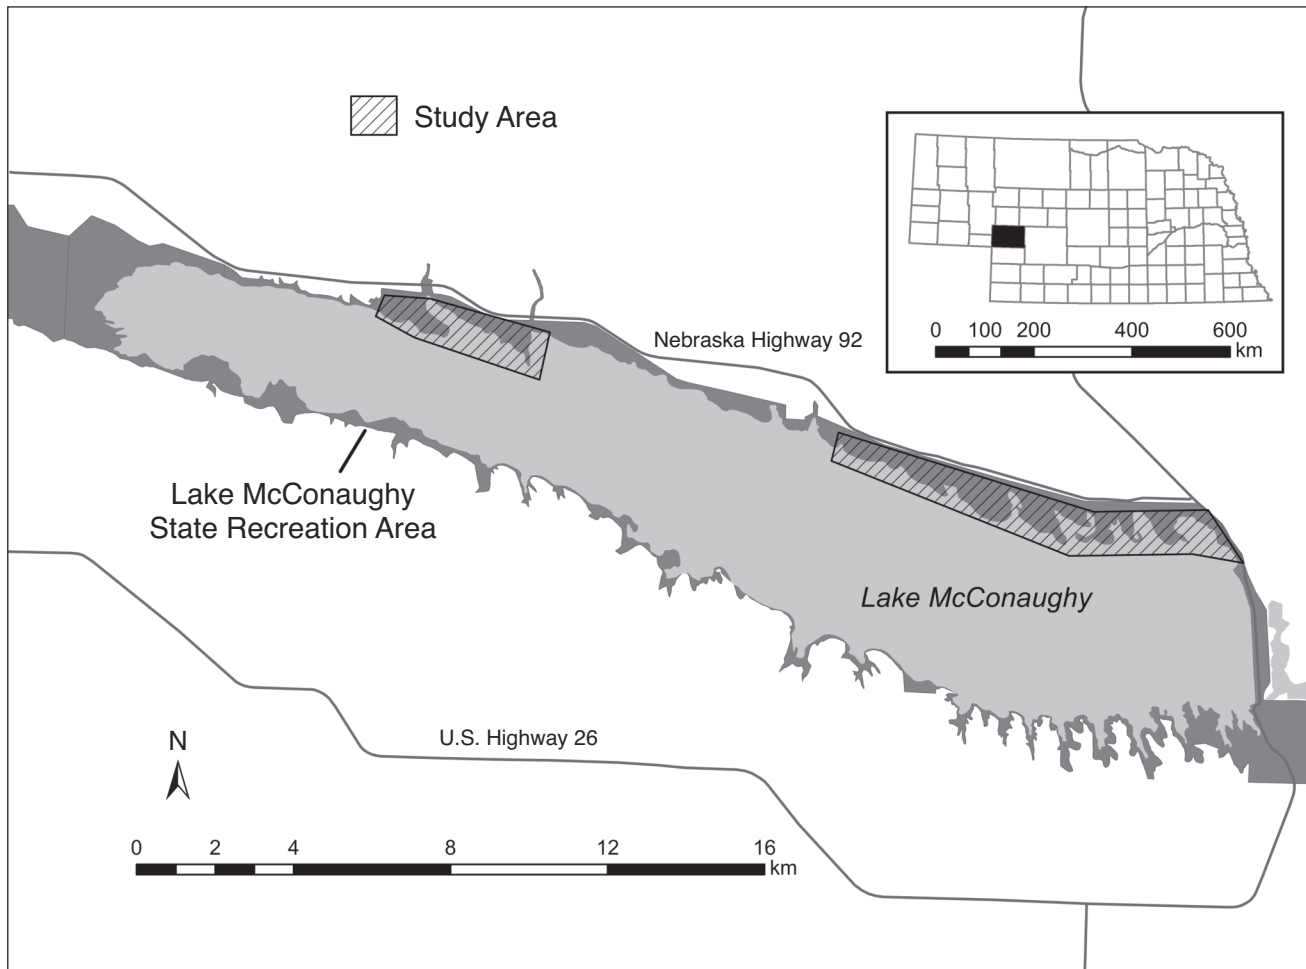 Study Area
0 100 200 400 600
km
Nebraska Highway 92
Lake McConaughy
State Recreation Area
Lake McConaughy
U.S. Highway 26
N
0 2 4 8 12 16
km